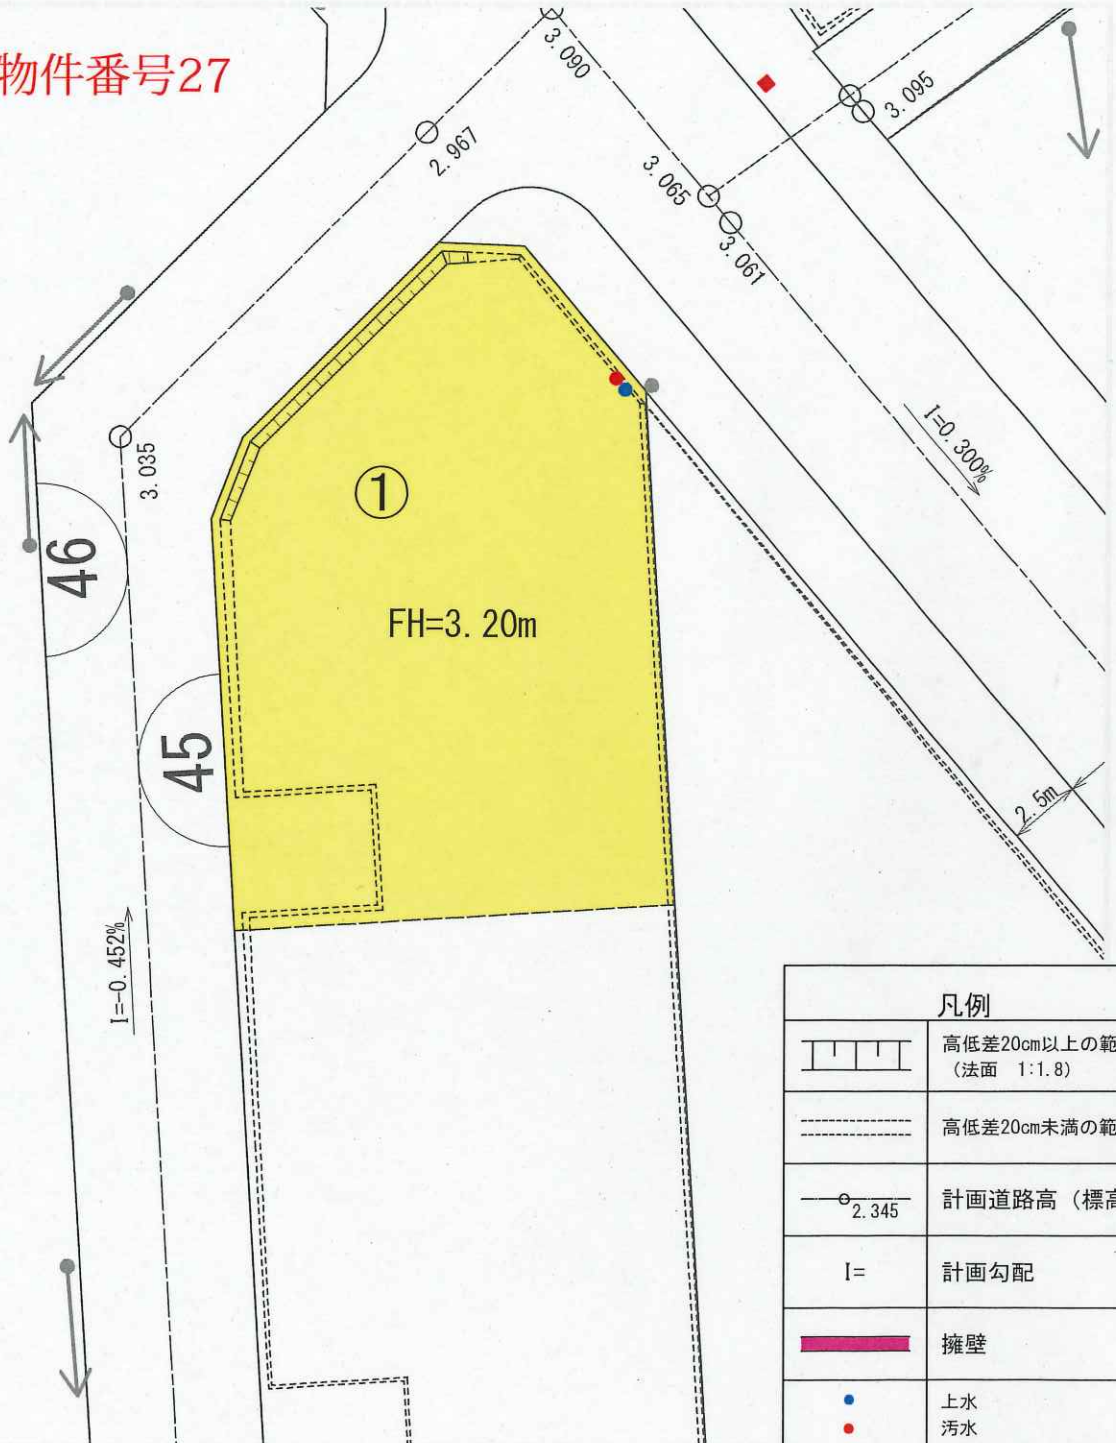 物件番号27
3.090
2.967
3.095
3.065
3.061
3.035
I=0.300%
46
①
FH=3.20m
45
2.5m
I=-0.452%
凡例
高低差20cm以上の範
(法面 1:1.8)
高低差20cm未満の範
2.345
計画道路高（標高
I=
計画勾配
擁壁
上水
汚水